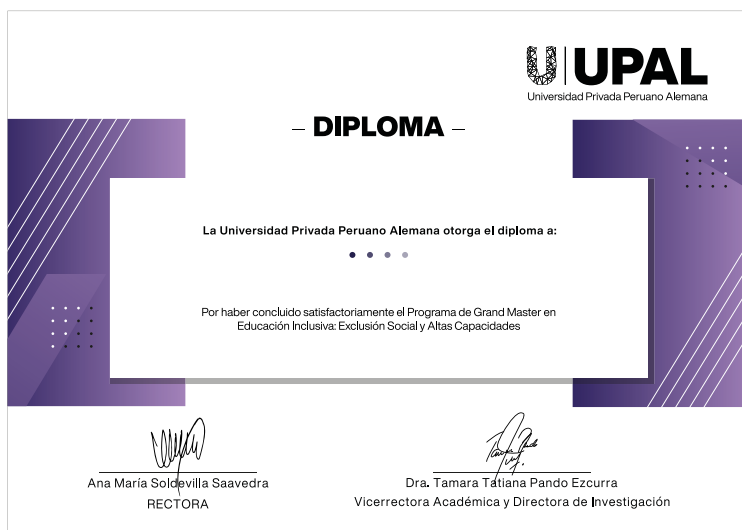 UPAL
Universidad Privada Peruano Alemana
– DIPLOMA –
La Universidad Privada Peruano Alemana otorga el diploma a:
Por haber concluido satisfactoriamente el Programa de Grand Master en
Educación Inclusiva: Exclusión Social y Altas Capacidades
Ana María Soldevilla Saavedra
RECTORA
Dra. Tamara Tatiana Pando Ezcurra
Vicerrectora Académica y Directora de Investigación